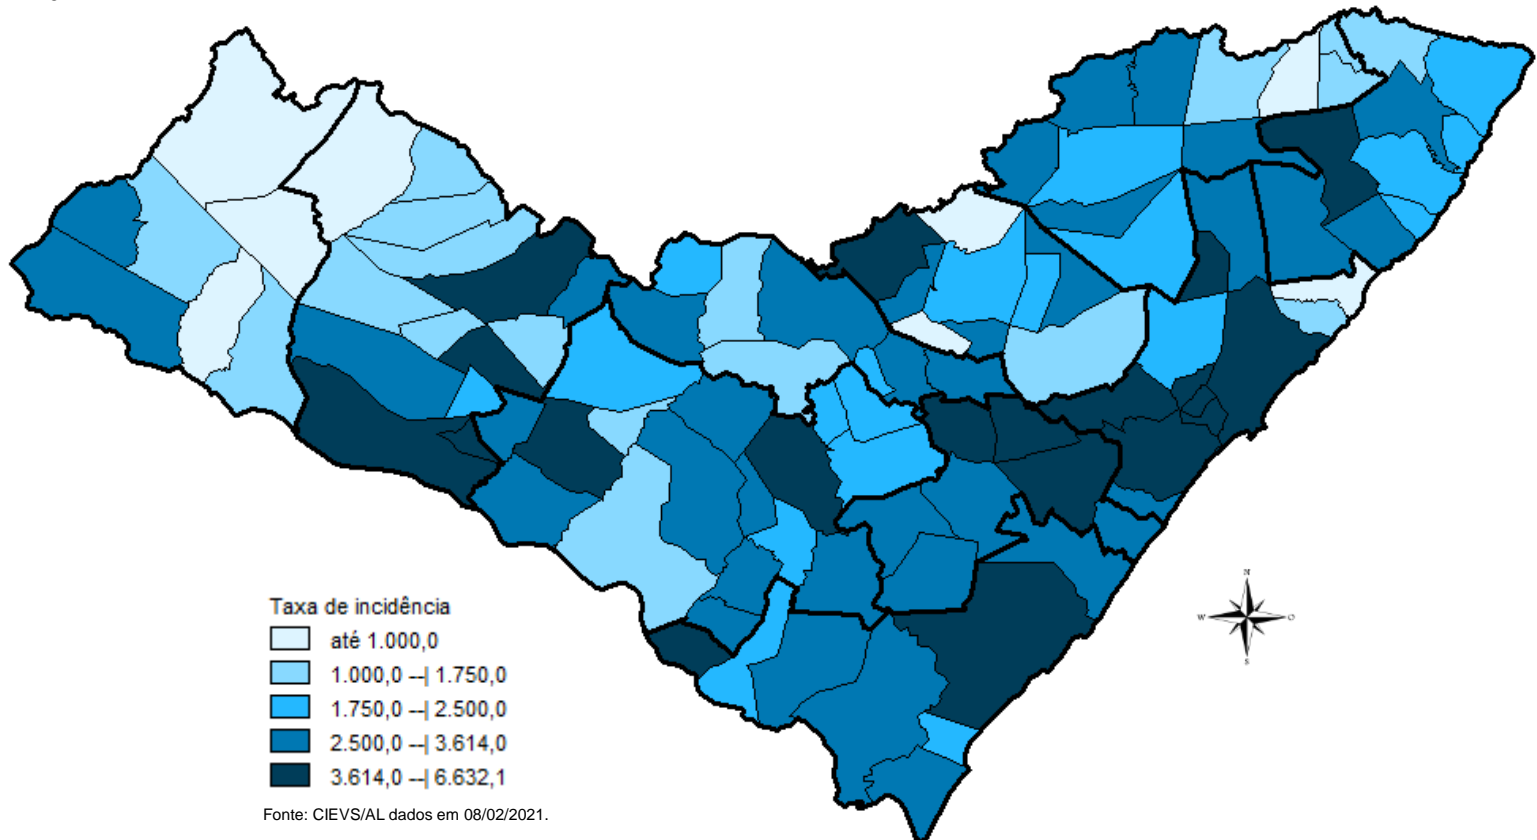 N
W
O
S
Taxa de incidência
até 1.000,0
1.000,0 --| 1.750,0
1.750,0 --| 2.500,0
2.500,0 --| 3.614,0
3.614,0 --| 6.632,1
Fonte: CIEVS/AL dados em 08/02/2021.